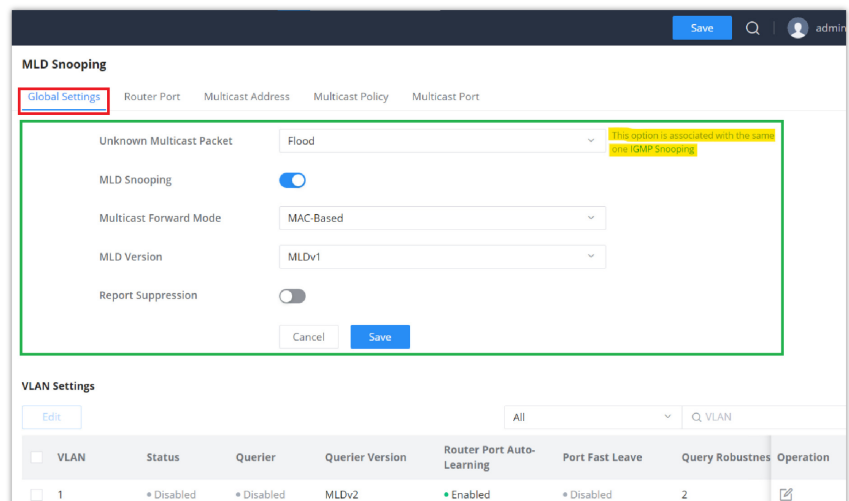 Save
admin
MLD Snooping
Global Settings Router Port Multicast Address Multicast Policy Multicast Port
Unknown Multicast Packet Flood This option is associated with the same
one IGMP Snooping
MLD Snooping
Multicast Forward Mode MAC-Based
MLD Version MLDv1
Report Suppression
Cancel Save
VLAN Settings
Edit All VLAN
VLAN Status Querier Querier Version Router Port Auto-
Learning Port Fast Leave Query Robustnes Operation
1 Disabled Disabled MLDv2 Enabled Disabled 2